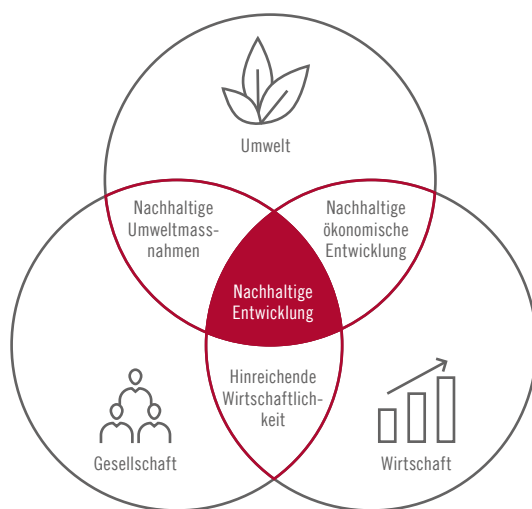 Umwelt
Nachhaltige
Umweltmass-
nahmen
Nachhaltige
ökonomische
Entwicklung
Nachhaltige
Entwicklung
Hinreichende
Wirtschaftlich-
keit
Gesellschaft
Wirtschaft